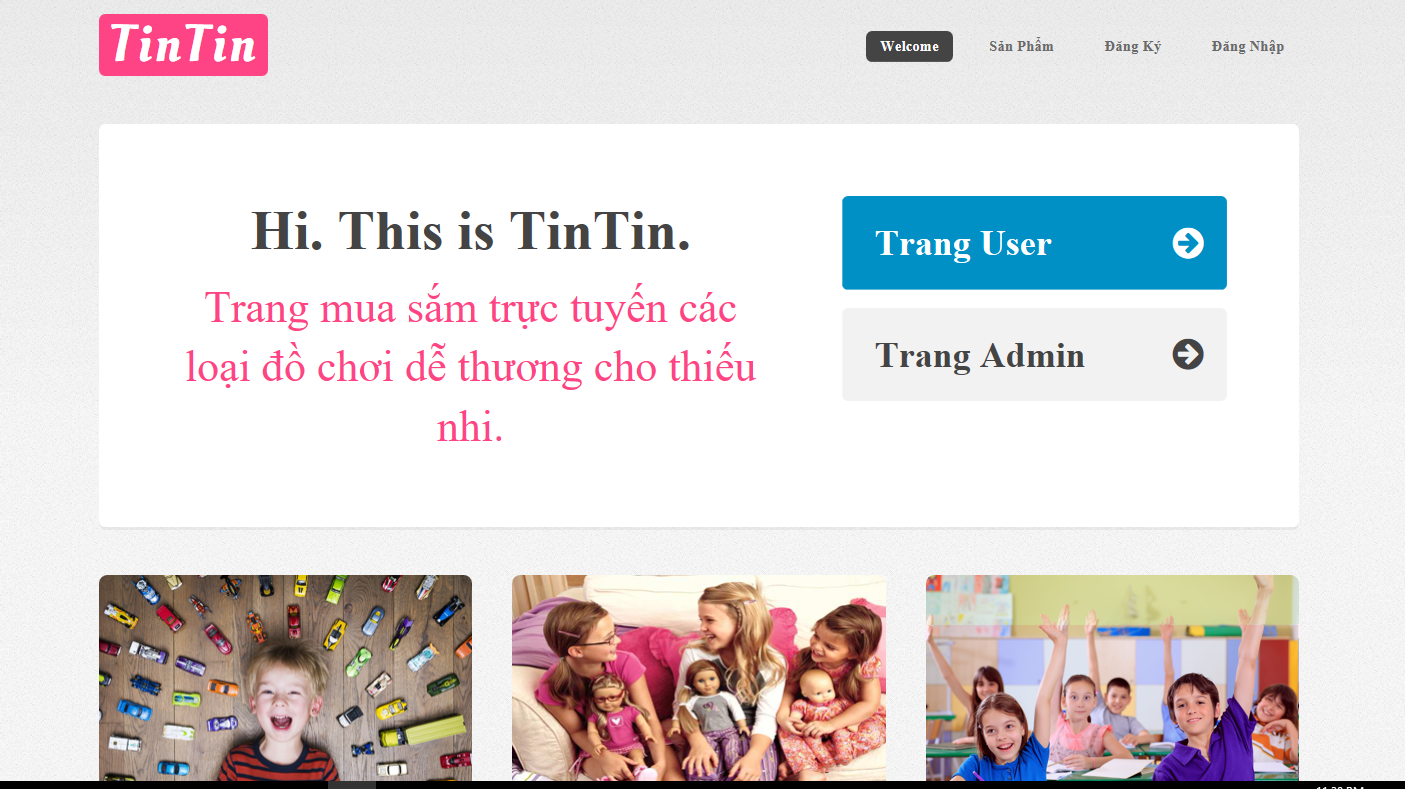 TinTin
Welcome
Sản Phẩm
Đăng Ký
Đăng Nhập
Hi. This is TinTin.
Trang mua sắm trực tuyến các
loại đồ chơi dễ thương cho thiếu
nhi.
Trang User
Trang Admin